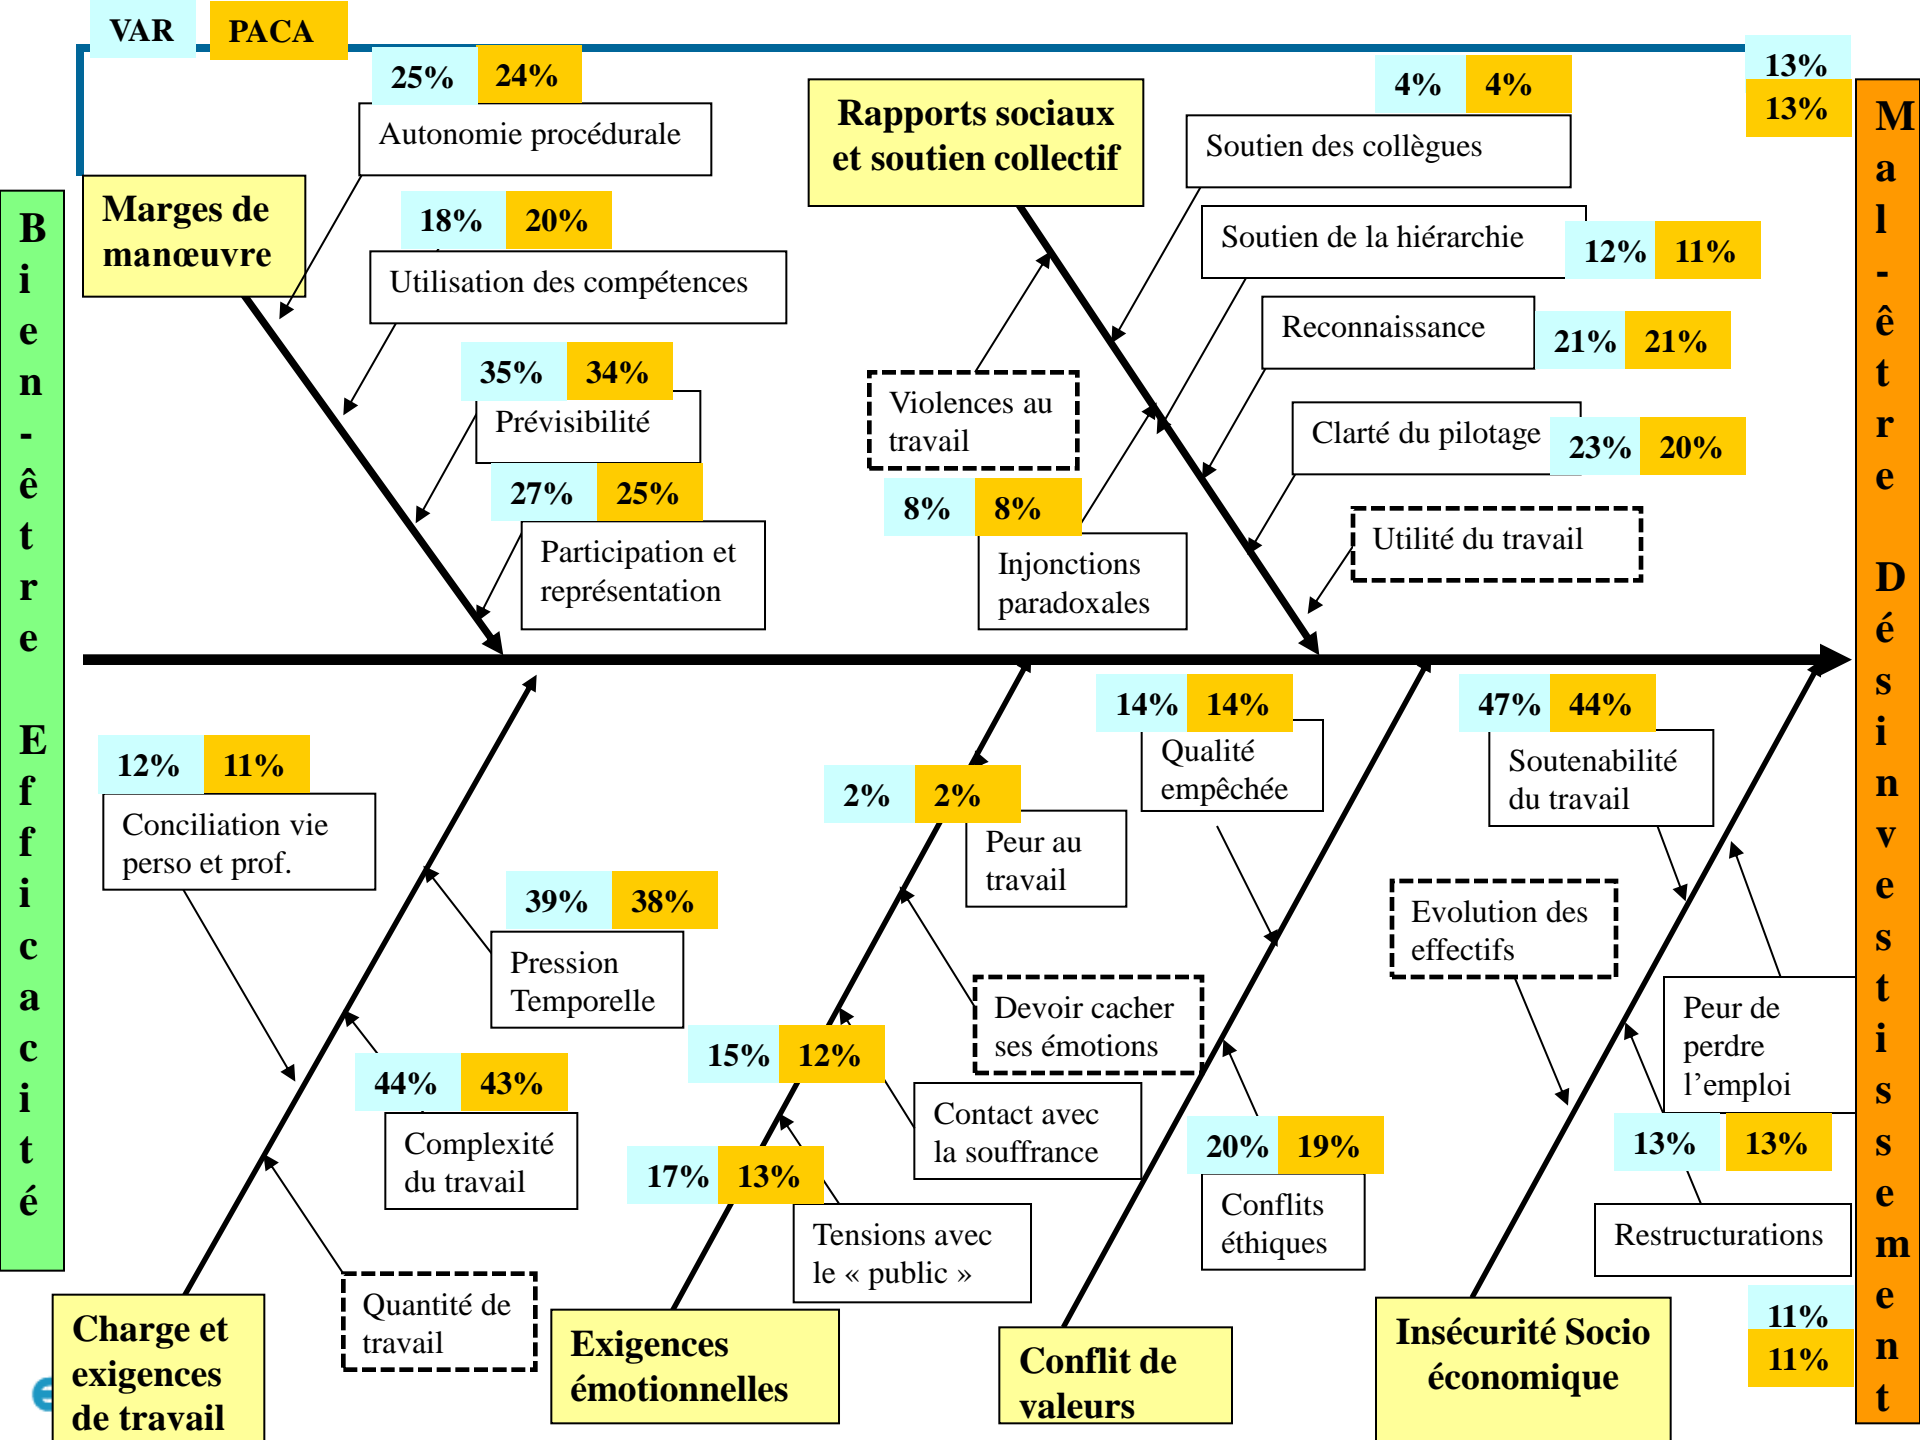 VAR
PACA
13%
13%
Bien-être Efficacité
Mal-être Désinvestissement
Marges de
manœuvre
25%
24%
Autonomie procédurale
18%
20%
Utilisation des compétences
35%
34%
Prévisibilité
27%
25%
Participation et
représentation
Rapports sociaux
et soutien collectif
4%
4%
Soutien des collègues
Soutien de la hiérarchie
12%
11%
Reconnaissance
21%
21%
Clarté du pilotage
23%
20%
Utilité du travail
Violences au
travail
8%
8%
Injonctions
paradoxales
12%
11%
Conciliation vie
perso et prof.
39%
38%
Pression
Temporelle
44%
43%
Complexité
du travail
Quantité de
travail
Charge et
exigences
de travail
2%
2%
Peur au
travail
Devoir cacher
ses émotions
15%
12%
Contact avec
la souffrance
17%
13%
Tensions avec
le « public »
Exigences
émotionnelles
14%
14%
Qualité
empêchée
20%
19%
Conflits
éthiques
Conflit de
valeurs
47%
44%
Soutenabilité
du travail
Evolution des
effectifs
Peur de
perdre
l’emploi
13%
13%
Restructurations
11%
11%
Insécurité Socio
économique